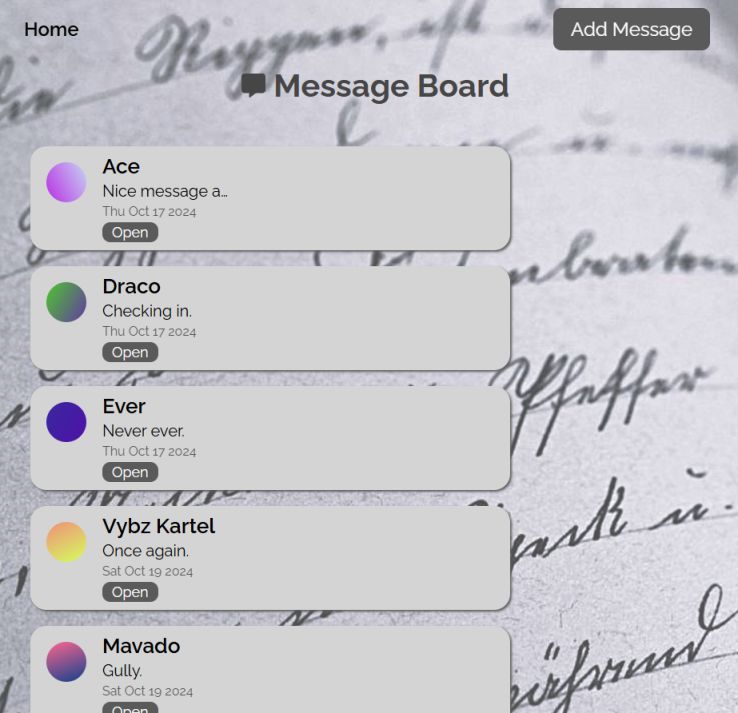 Home
Add Message
Message Board
Ace
Nice message a...
Thu Oct 17 2024
Open
Draco
Checking in.
Thu Oct 17 2024
Open
Ever
Never ever.
Thu Oct 17 2024
Open
Vybz Kartel
Once again.
Sat Oct 19 2024
Open
Mavado
Gully.
Sat Oct 19 2024
Open
Pfeffer